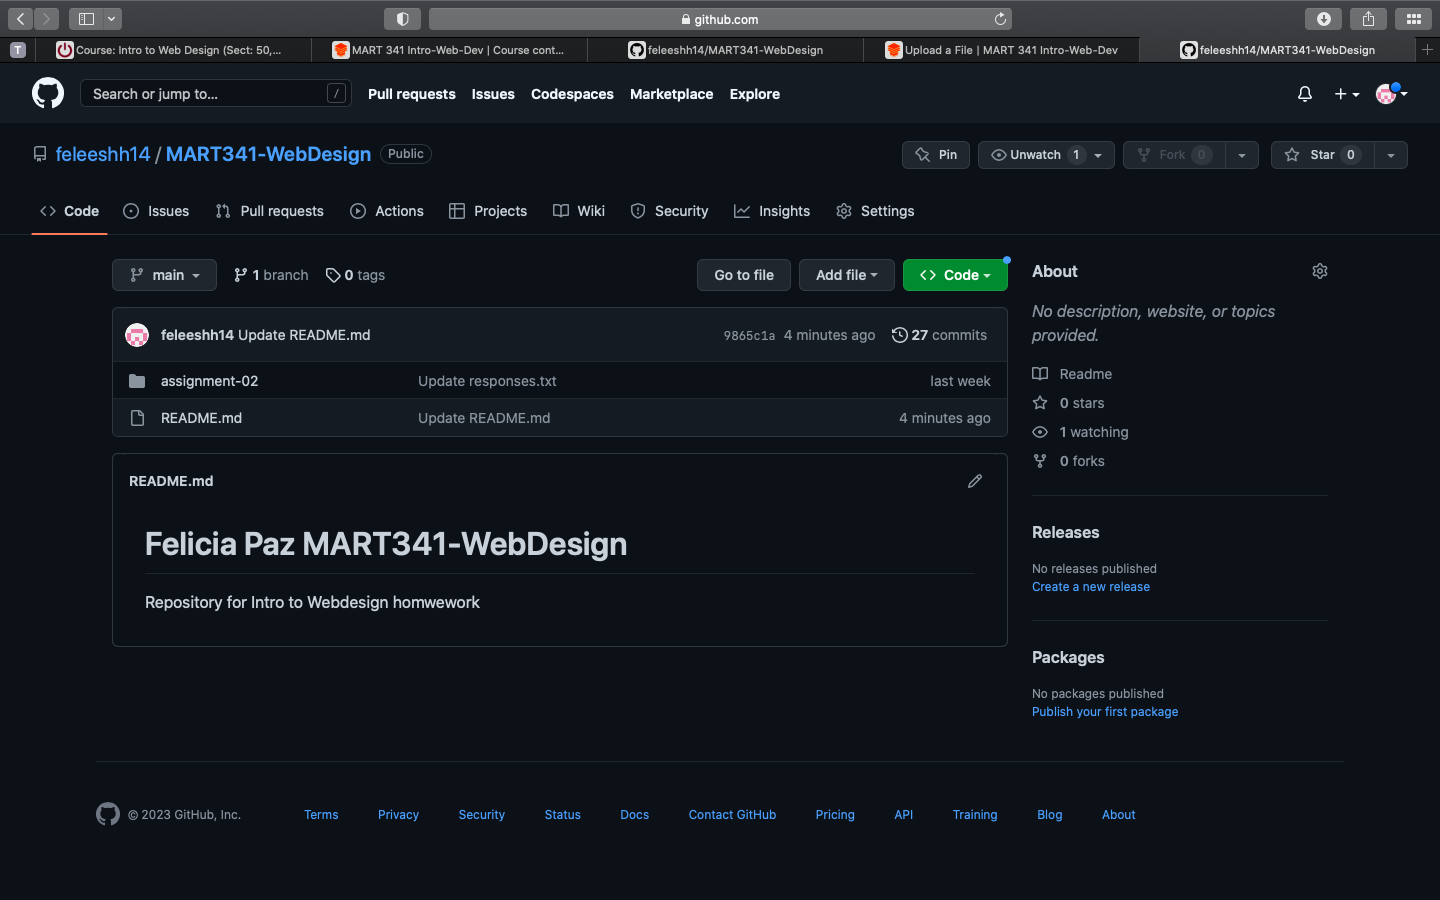 github.com
T
Course: Intro to Web Design (Sect: 50,...
MART 341 Intro-Web-Dev | Course cont...
feleeshh14/MART341-WebDesign
Upload a File | MART 341 Intro-Web-Dev
feleeshh14/MART341-WebDesign
Search or jump to...
/
Pull requests
Issues
Codespaces
Marketplace
Explore
feleeshh14 / MART341-WebDesign
Public
Pin
Unwatch 1
Fork 0
Star 0
Code
Issues
Pull requests
Actions
Projects
Wiki
Security
Insights
Settings
main
1 branch
0 tags
Go to file
Add file
Code
feleeshh14 Update README.md
9865c1a 4 minutes ago
27 commits
assignment-02
Update responses.txt
last week
README.md
Update README.md
4 minutes ago
README.md
Felicia Paz MART341-WebDesign
Repository for Intro to Webdesign homwework
About
No description, website, or topics
provided.
Readme
0 stars
1 watching
0 forks
Releases
No releases published
Create a new release
Packages
No packages published
Publish your first package
© 2023 GitHub, Inc.
Terms
Privacy
Security
Status
Docs
Contact GitHub
Pricing
API
Training
Blog
About